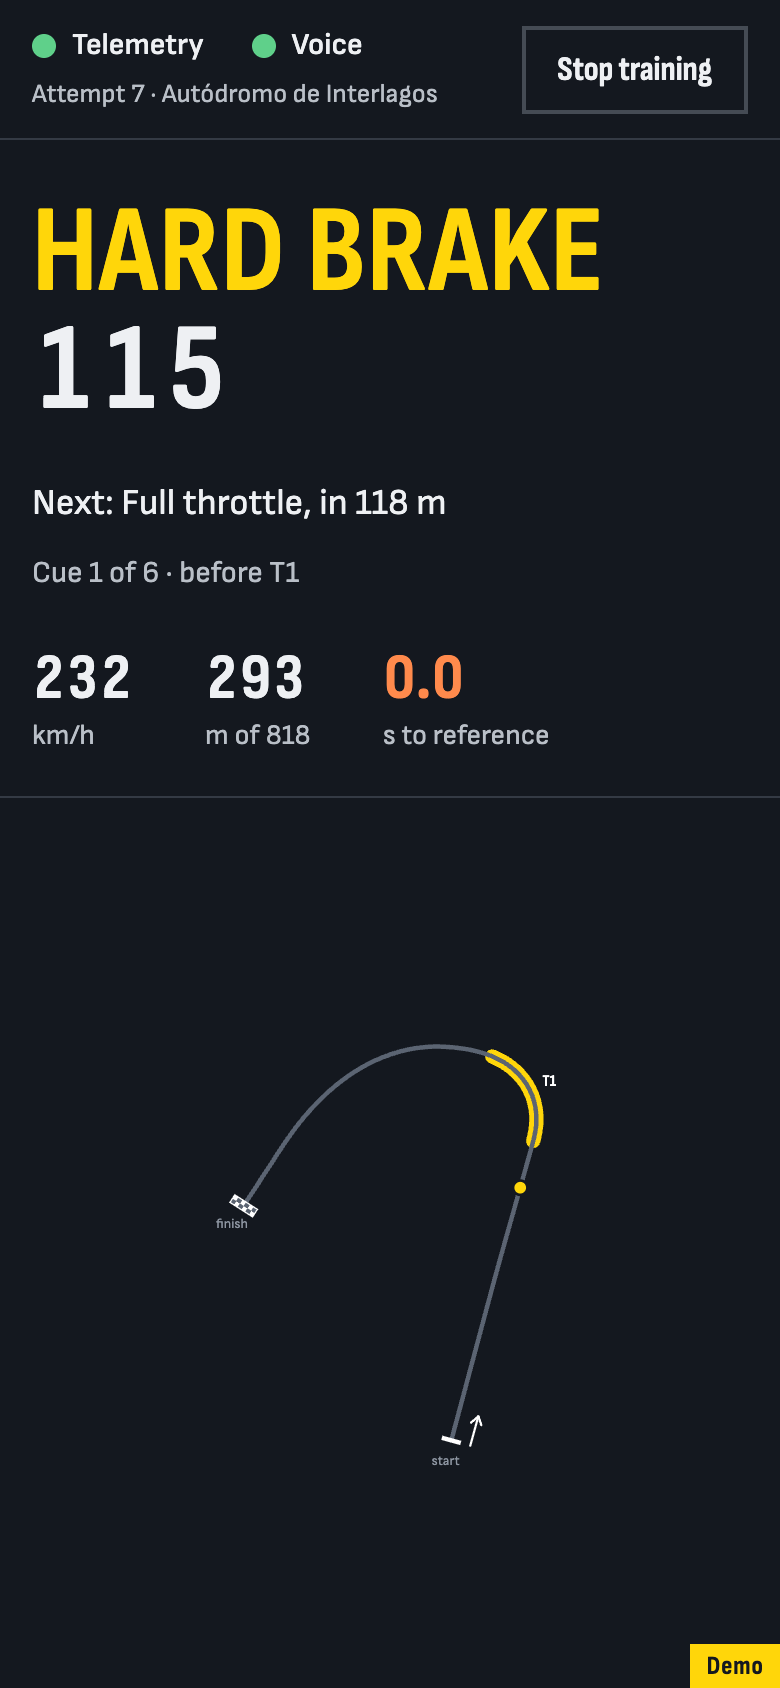 Telemetry Voice
Attempt 7 · Autódromo de Interlagos
Stop training
HARD BRAKE
115
Next: Full throttle, in 118 m
Cue 1 of 6 · before T1
232 293 0.0
km/h m of 818 s to reference
T1
finish
start
Demo